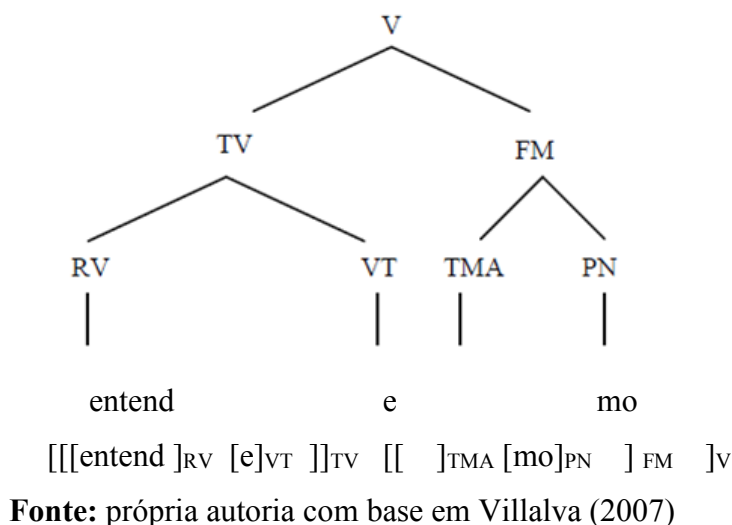 V
TV FM
RV VT TMA PN
entend e mo
[[[entend ]RV [e]VT ]]TV [[ ]TMA [mo]PN ] FM ]V
Fonte: própria autoria com base em Villalva (2007)